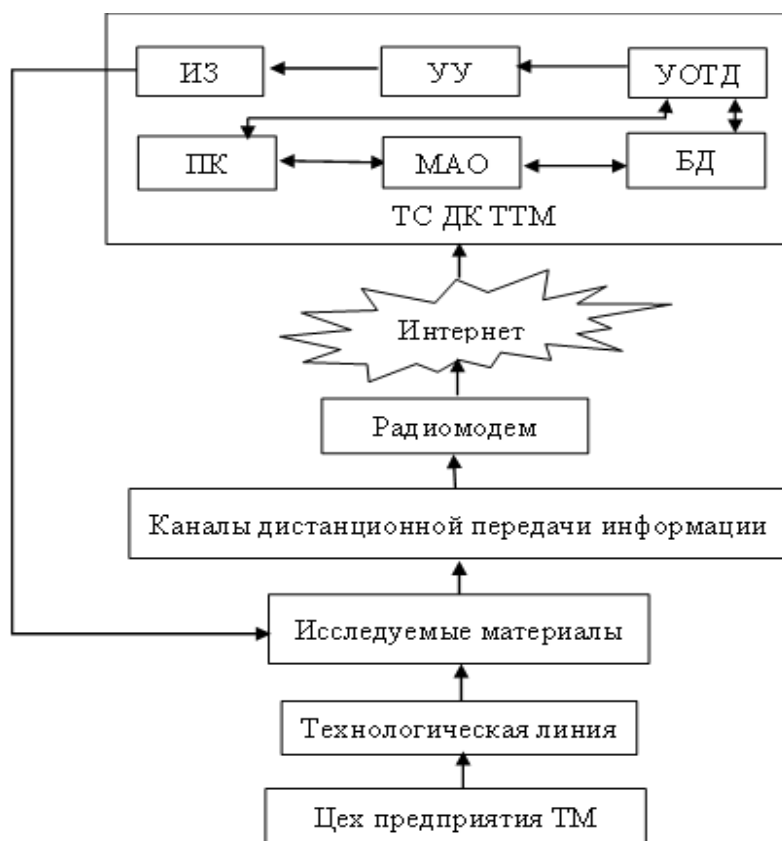 ИЗ УУ УОТД
ПК МАО БД
ТС ДК ТТМ
Интернет
Радиомодем
Каналы дистанционной передачи информации
Исследуемые материалы
Технологическая линия
Цех предприятия ТМ